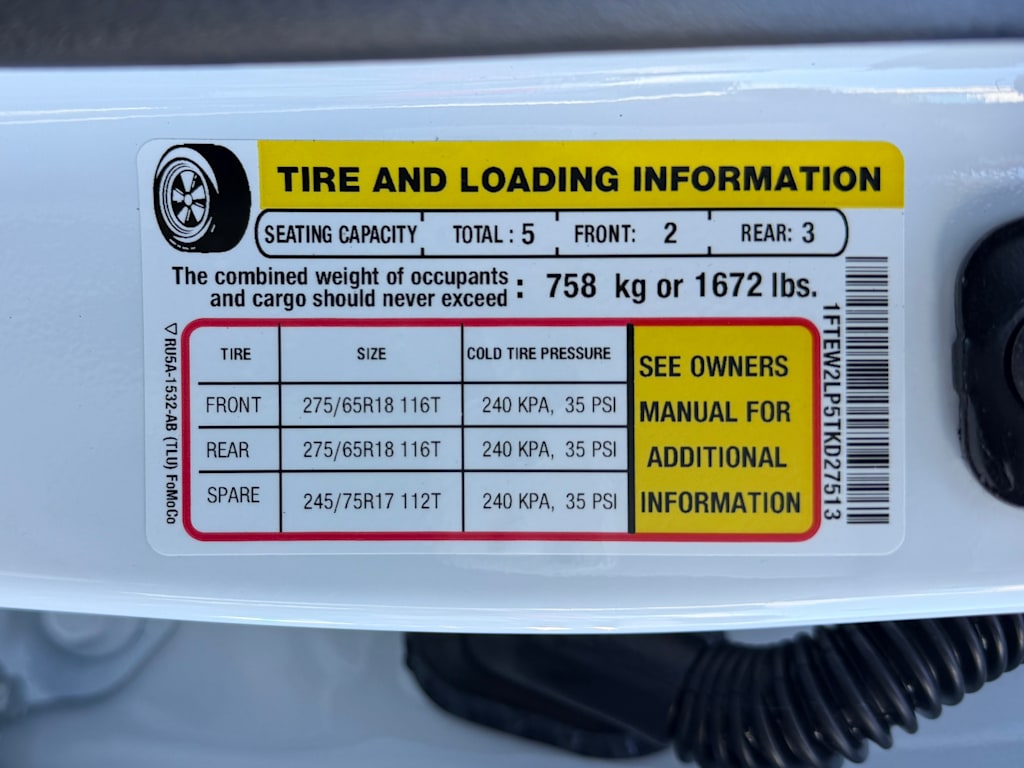 TIRE AND LOADING INFORMATION
SEATING CAPACITY TOTAL : 5 FRONT: 2 REAR: 3
The combined weight of occupants
and cargo should never exceed : 758 kg or 1672 lbs.
TIRE SIZE COLD TIRE PRESSURE
FRONT 275/65R18 116T 240 KPA, 35 PSI
REAR 275/65R18 116T 240 KPA, 35 PSI
SPARE 245/75R17 112T 240 KPA, 35 PSI
SEE OWNERS
MANUAL FOR
ADDITIONAL
INFORMATION
▽RU5A-1532-AB (TLU) FoMoCo
1FTEW2LP5TKD27513